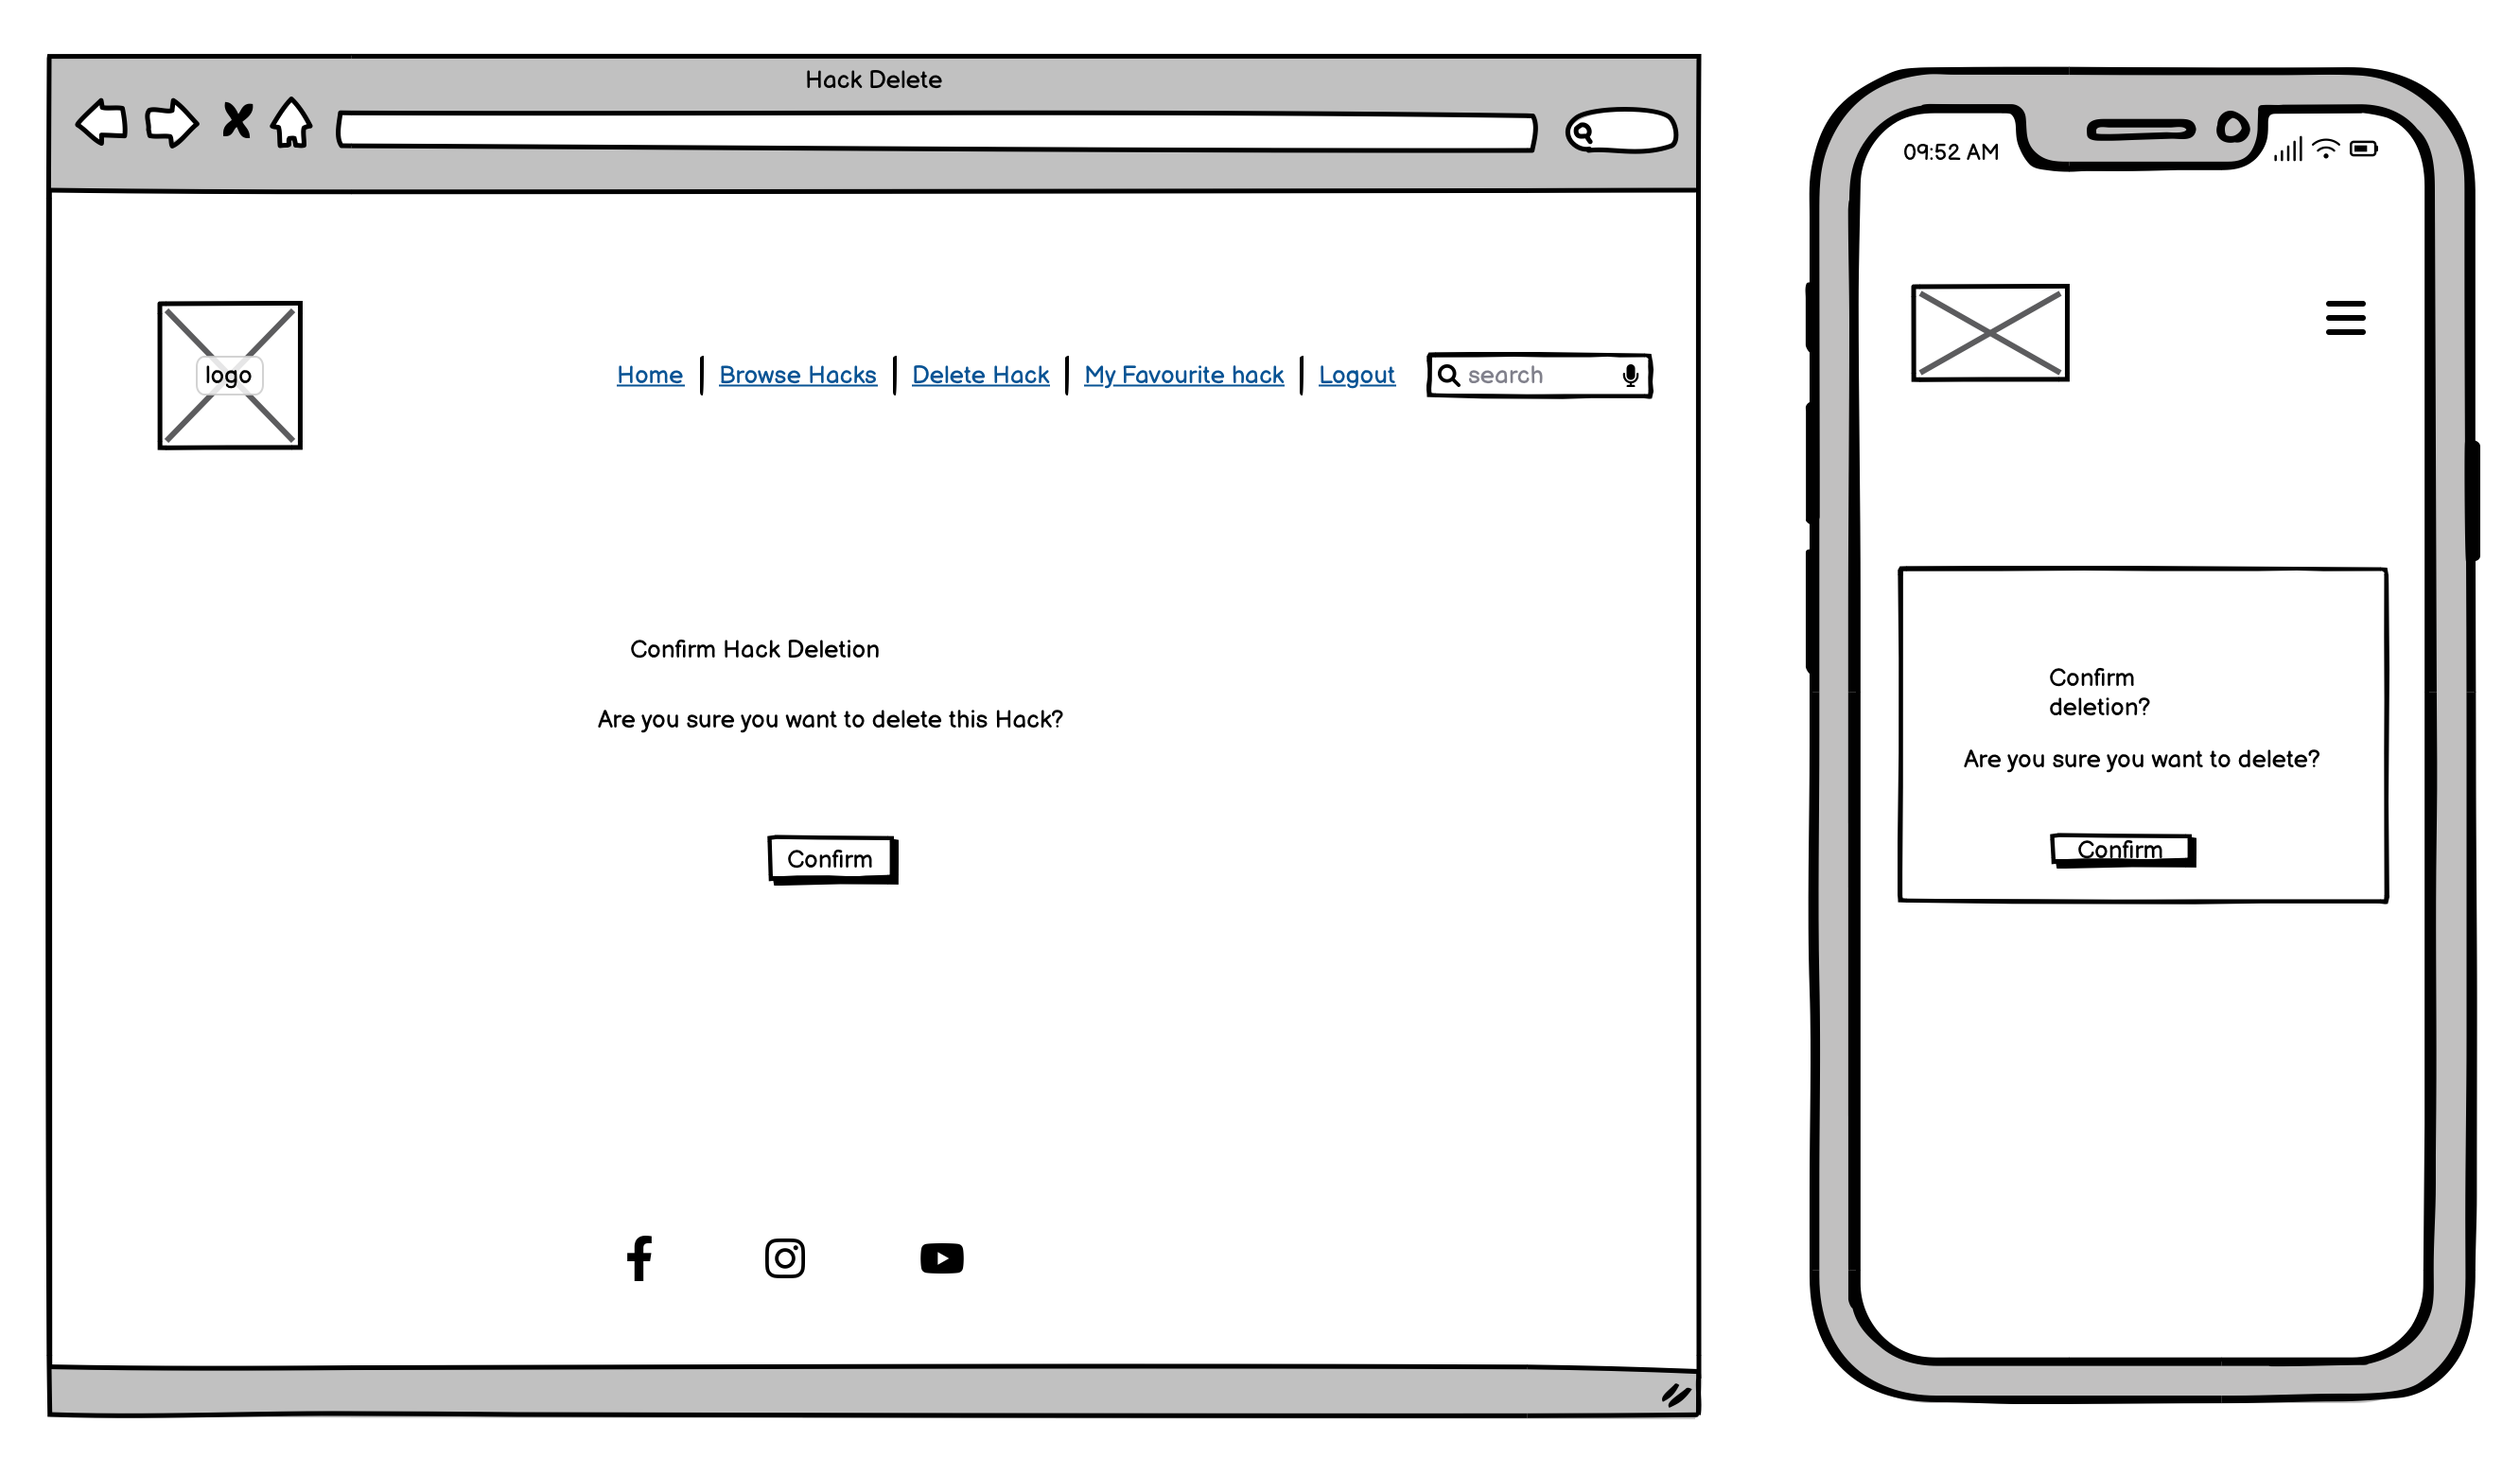 Hack Delete
logo
Home Browse Hacks Delete Hack My Favourite hack Logout search
Confirm Hack Deletion
Are you sure you want to delete this Hack?
Confirm
09:52 AM
Confirm
deletion?
Are you sure you want to delete?
Confirm